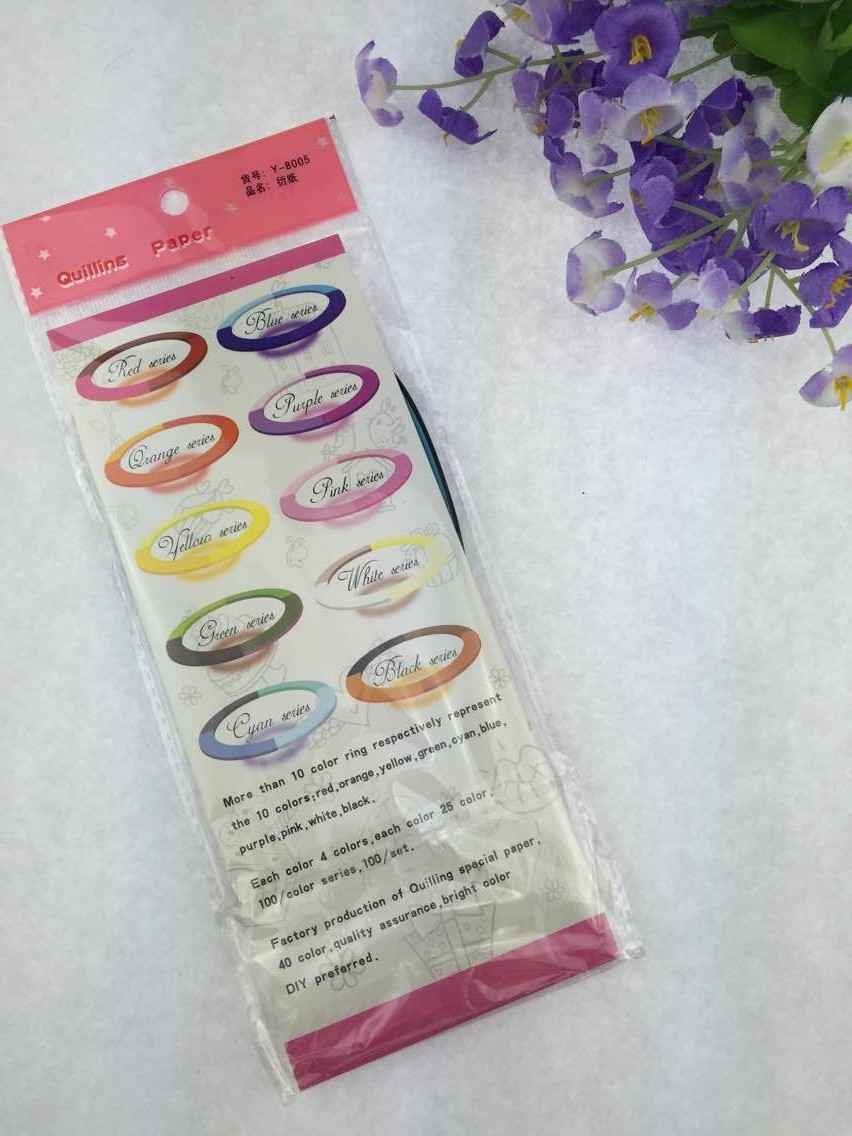 货号: Y-8005
品名: 衍纸
Quilling Paper
Red series
Blue series
Orange series
Purple series
Yellow series
Pink series
Green series
White series
Cyan series
Black series
More than 10 color ring respectively represent
the 10 colors;red,orange,yellow,green,cyan,blue,
purple,pink,white,black.
Each color 4 colors,each color 25 color,
100/color series,100/set.
Factory production of Quilling special paper,
40 color,quality assurance,bright color
DIY preferred.